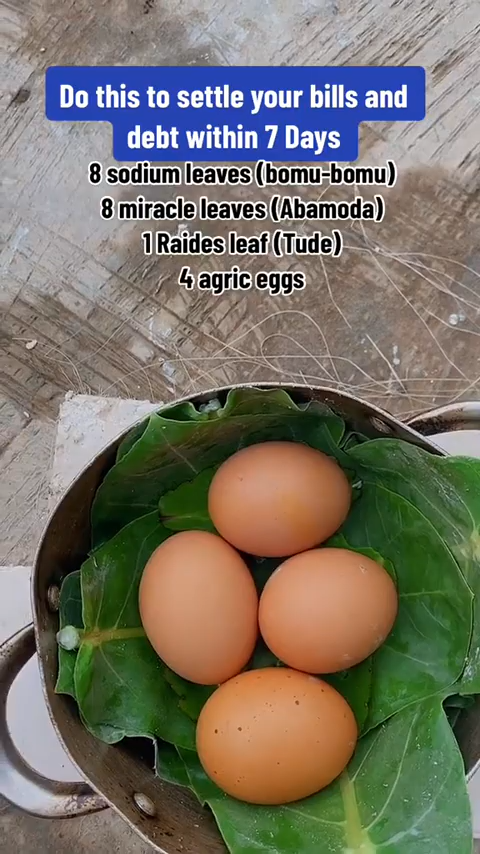 Do this to settle your bills and
debt within 7 Days
8 sodium leaves (bomu-bomu)
8 miracle leaves (Abamoda)
1 Raides leaf (Tude)
4 agric eggs